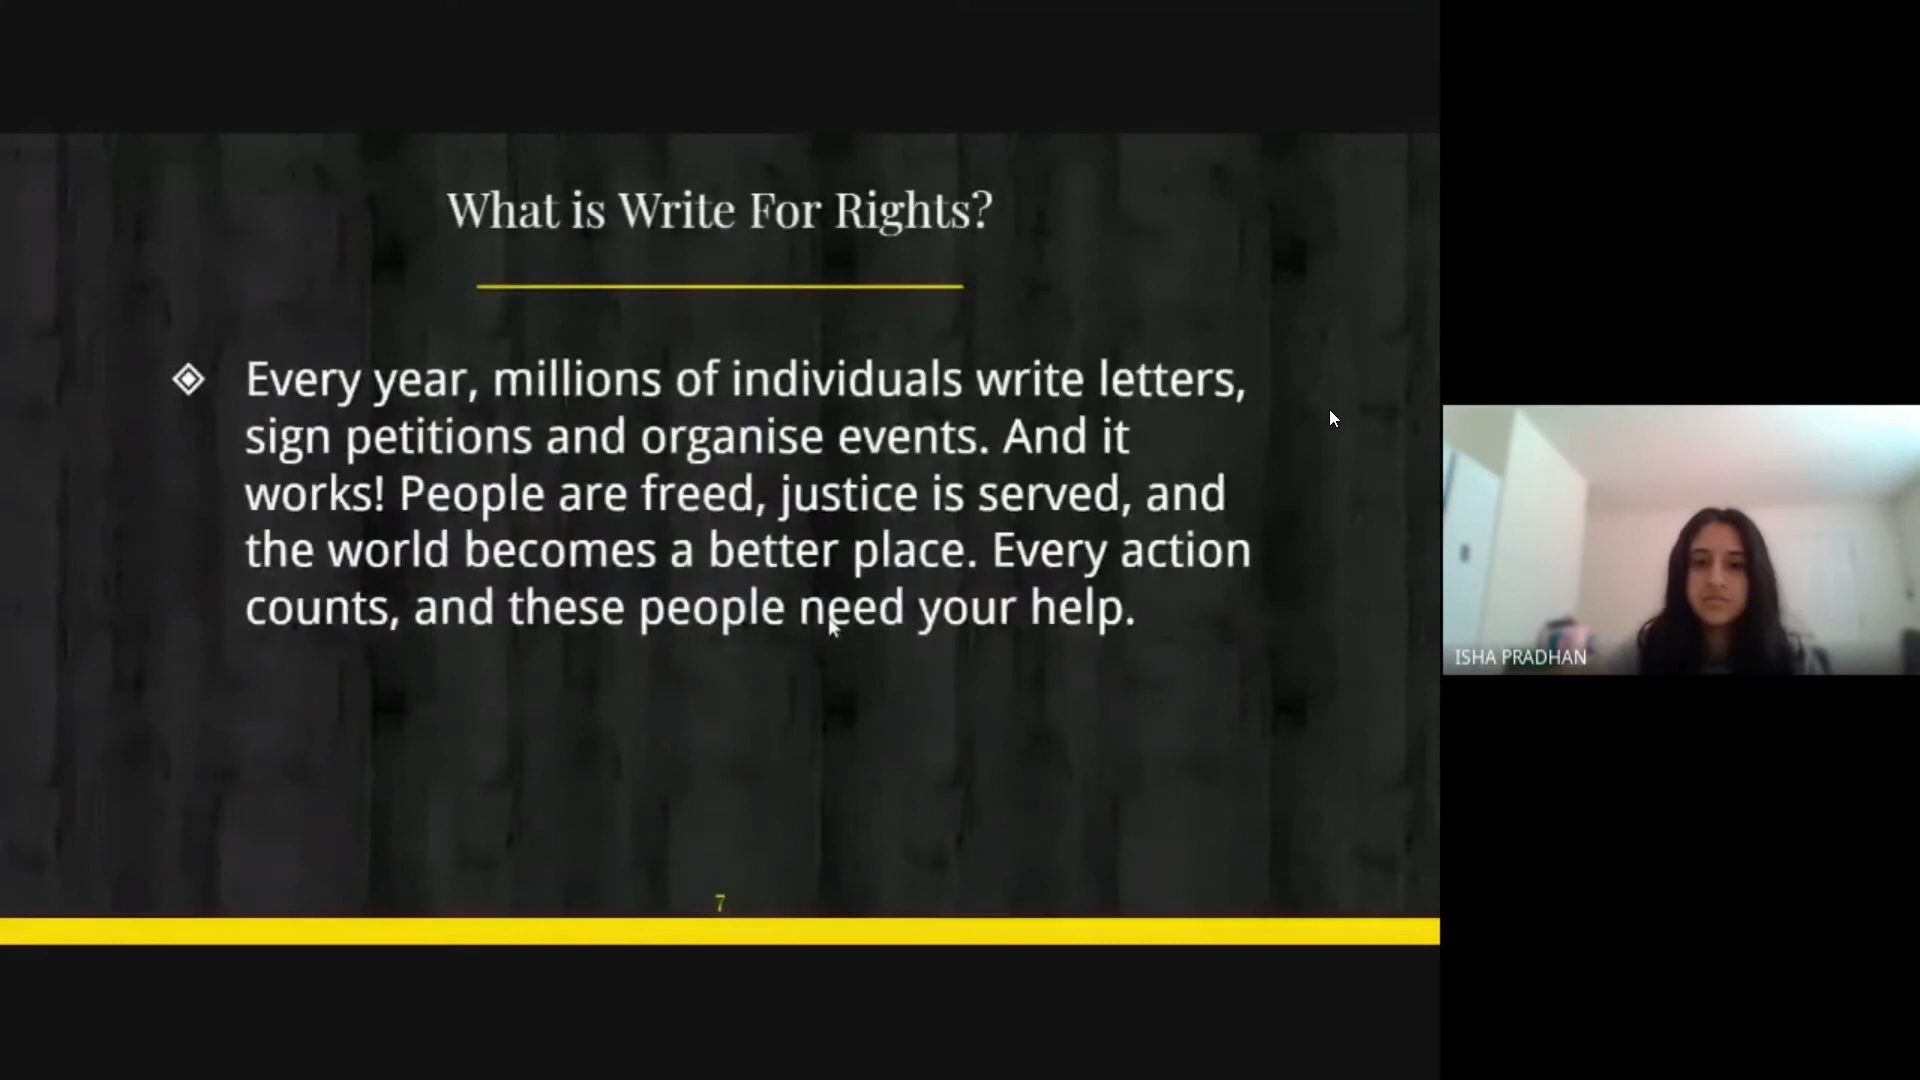 What is Write For Rights?
Every year, millions of individuals write letters,
sign petitions and organise events. And it
works! People are freed, justice is served, and
the world becomes a better place. Every action
counts, and these people need your help.
7
ISHA PRADHAN